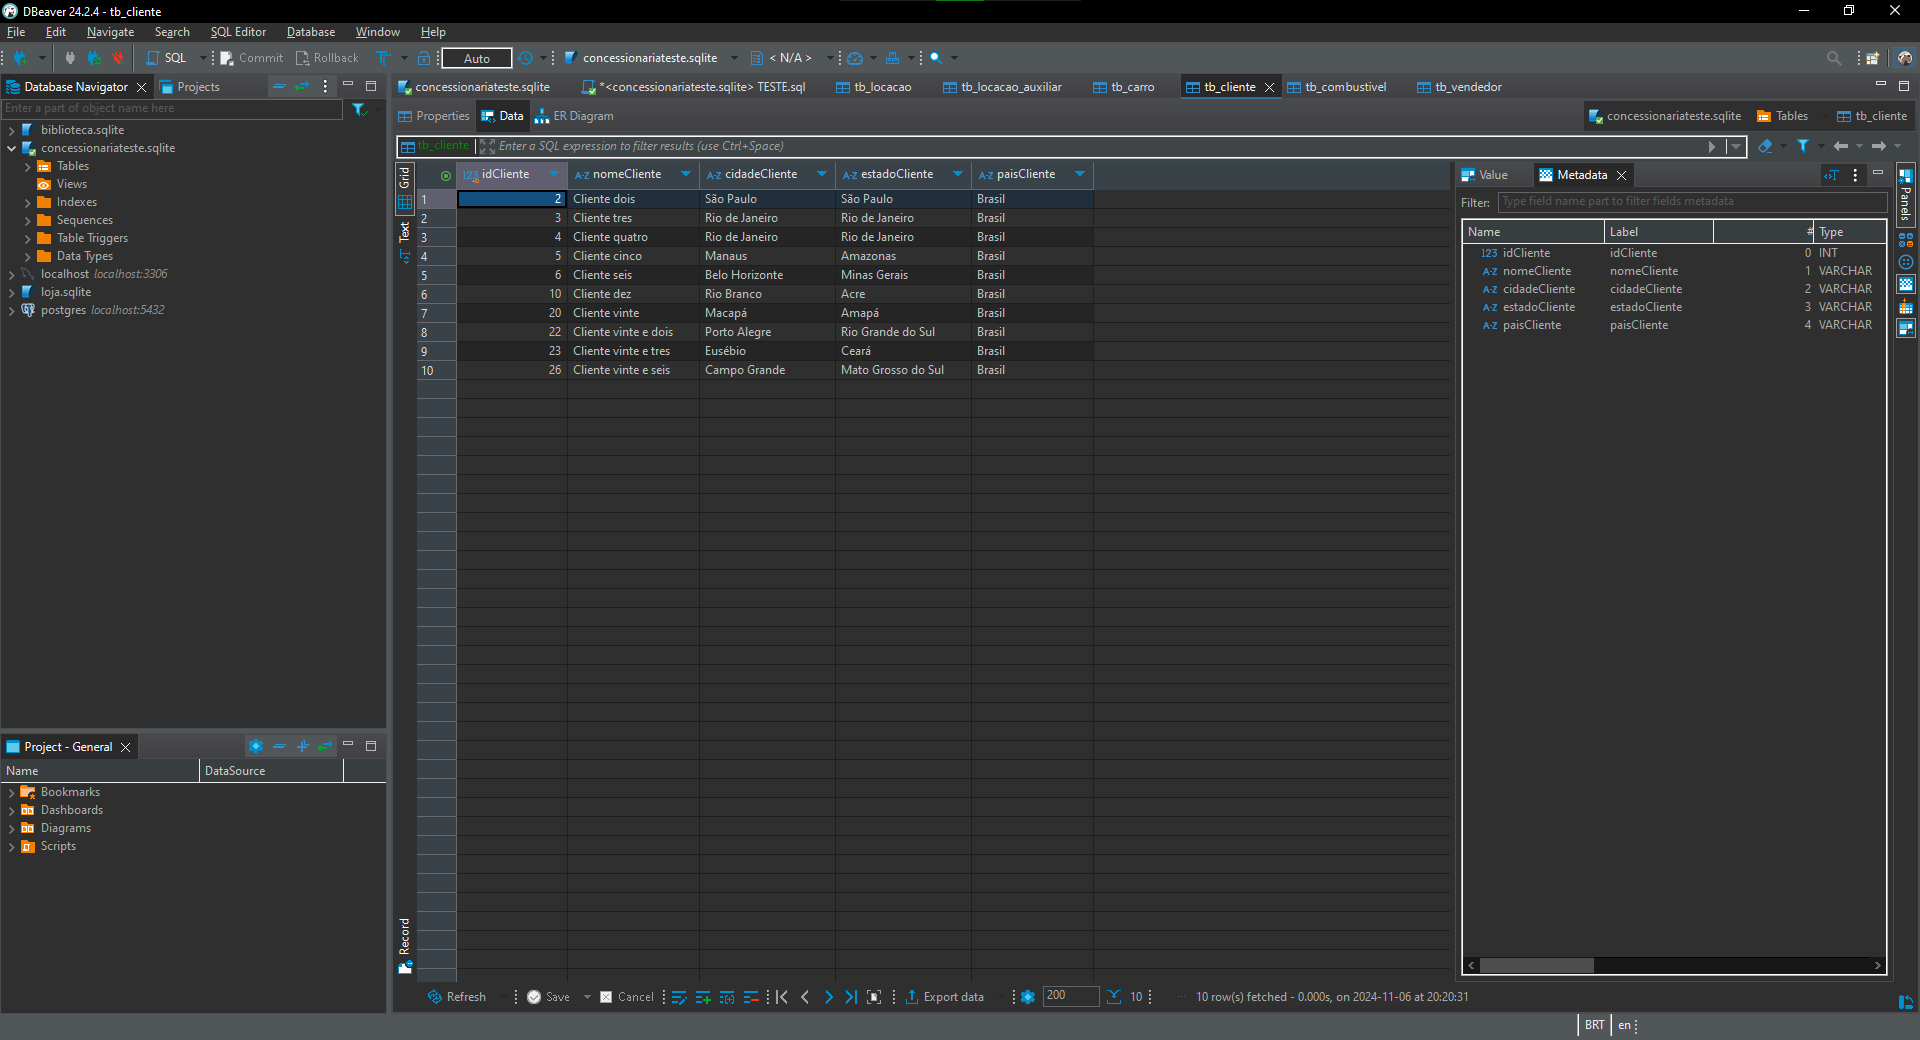 DBeaver 24.2.4 - tb_cliente
File Edit Navigate Search SQL Editor Database Window Help
SQL Commit Rollback Auto concessionariateste.sqlite < N/A >
Database Navigator Projects
Enter a part of object name here
biblioteca.sqlite
concessionariateste.sqlite
Tables
Views
Indexes
Sequences
Table Triggers
Data Types
localhost localhost:3306
loja.sqlite
postgres localhost:5432
Project - General
Name DataSource
Bookmarks
Dashboards
Diagrams
Scripts
concessionariateste.sqlite *<concessionariateste.sqlite> TESTE.sql tb_locacao tb_locacao_auxiliar tb_carro tb_cliente tb_combustivel tb_vendedor
Properties Data ER Diagram concessionariateste.sqlite Tables tb_cliente
tb_cliente Enter a SQL expression to filter results (use Ctrl+Space)
Grid
Text
Record
123 idCliente A-Z nomeCliente A-Z cidadeCliente A-Z estadoCliente A-Z paisCliente
1 2 Cliente dois São Paulo São Paulo Brasil
2 3 Cliente tres Rio de Janeiro Rio de Janeiro Brasil
3 4 Cliente quatro Rio de Janeiro Rio de Janeiro Brasil
4 5 Cliente cinco Manaus Amazonas Brasil
5 6 Cliente seis Belo Horizonte Minas Gerais Brasil
6 10 Cliente dez Rio Branco Acre Brasil
7 20 Cliente vinte Macapá Amapá Brasil
8 22 Cliente vinte e dois Porto Alegre Rio Grande do Sul Brasil
9 23 Cliente vinte e tres Eusébio Ceará Brasil
10 26 Cliente vinte e seis Campo Grande Mato Grosso do Sul Brasil
Value Metadata
Filter: Type field name part to filter fields metadata
Name Label # Type
123 idCliente idCliente 0 INT
A-Z nomeCliente nomeCliente 1 VARCHAR
A-Z cidadeCliente cidadeCliente 2 VARCHAR
A-Z estadoCliente estadoCliente 3 VARCHAR
A-Z paisCliente paisCliente 4 VARCHAR
Panels
Refresh Save Cancel Export data 200 10 10 row(s) fetched - 0.000s, on 2024-11-06 at 20:20:31
BRT en